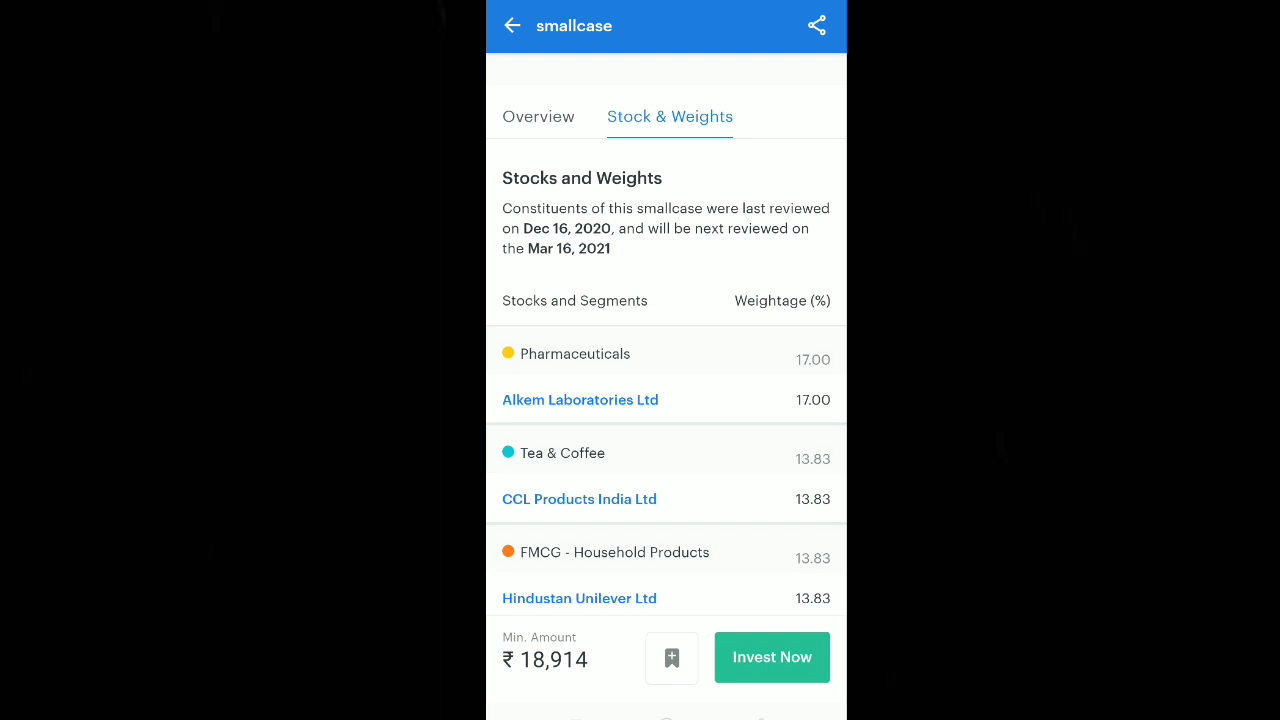 smallcase
Overview Stock & Weights
Stocks and Weights
Constituents of this smallcase were last reviewed
on Dec 16, 2020, and will be next reviewed on
the Mar 16, 2021
Stocks and Segments Weightage (%)
Pharmaceuticals 17.00
Alkem Laboratories Ltd 17.00
Tea & Coffee 13.83
CCL Products India Ltd 13.83
FMCG - Household Products 13.83
Hindustan Unilever Ltd 13.83
Min. Amount
₹ 18,914
Invest Now